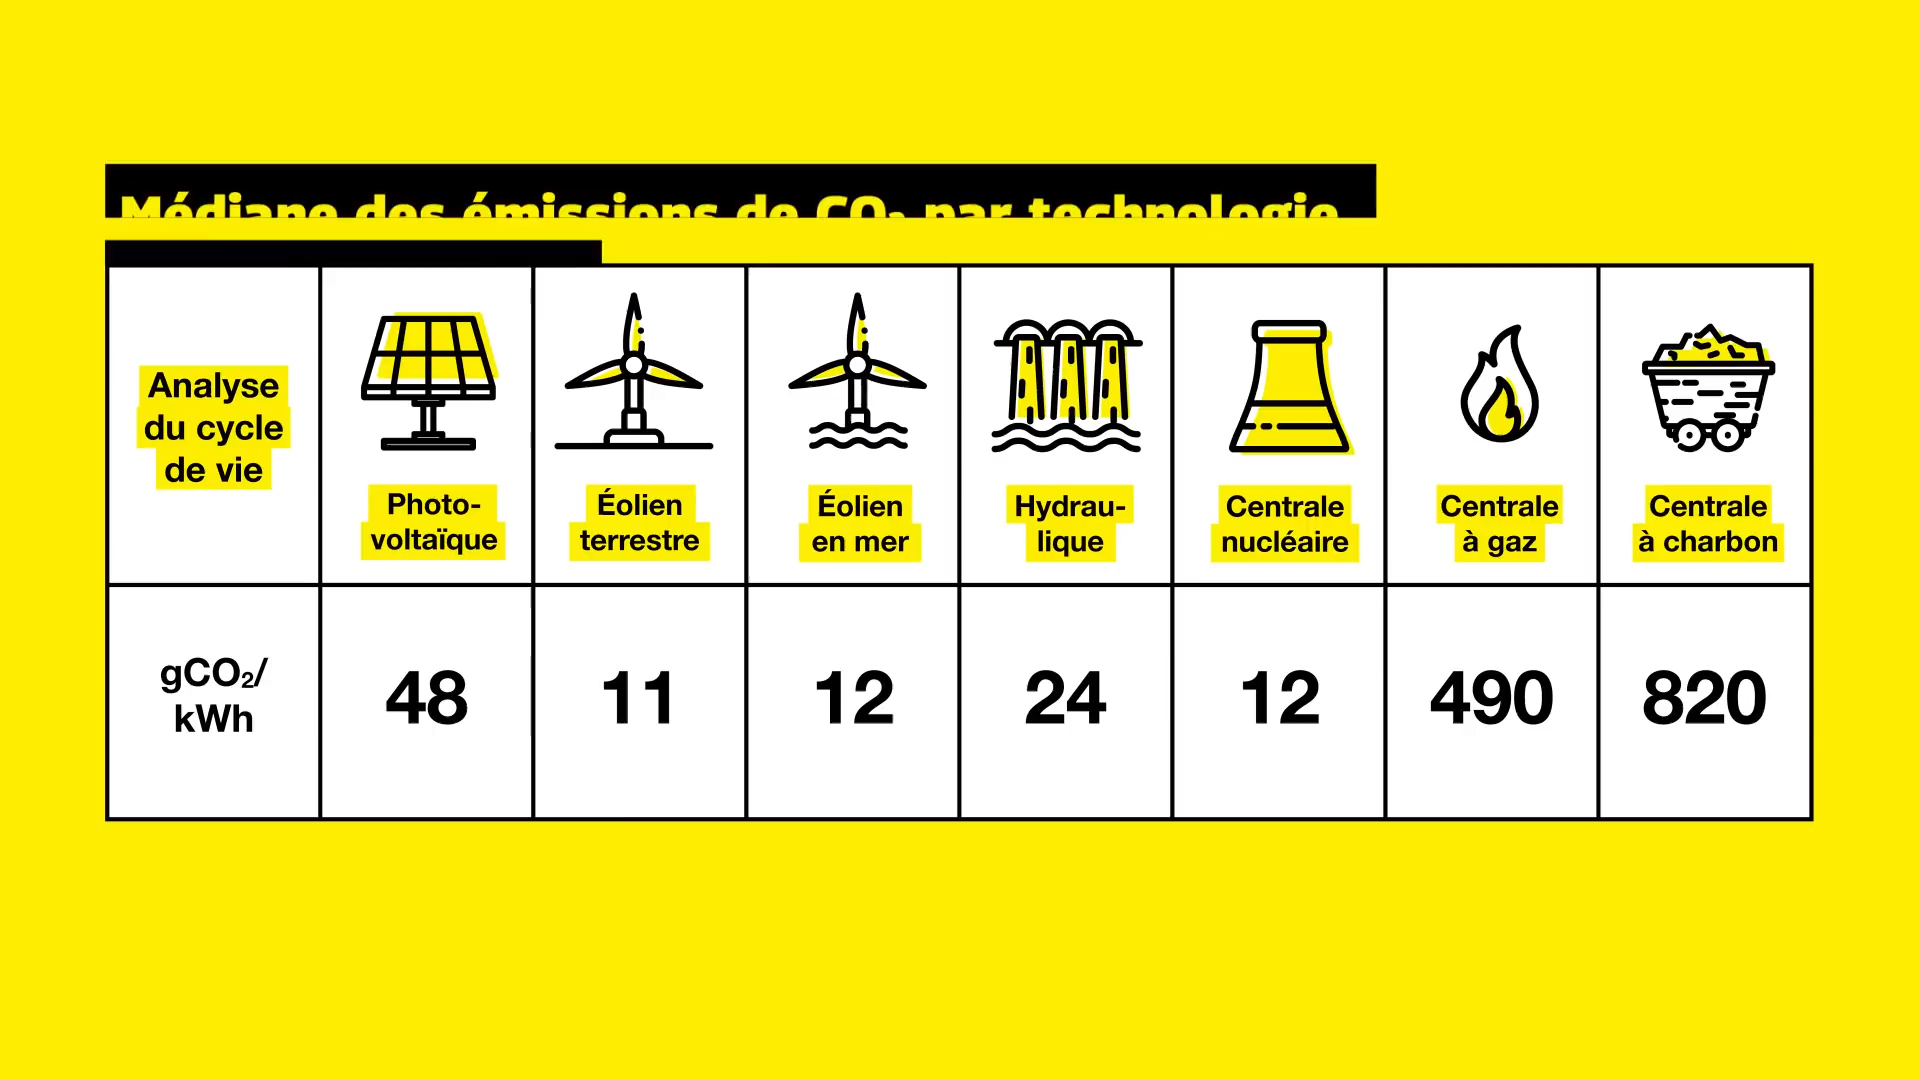 Médiane des émissions de CO₂ par technologie
Analyse
du cycle
de vie
Photo-
voltaïque
Éolien
terrestre
Éolien
en mer
Hydrau-
lique
Centrale
nucléaire
Centrale
à gaz
Centrale
à charbon
gCO₂/
kWh
48
11
12
24
12
490
820